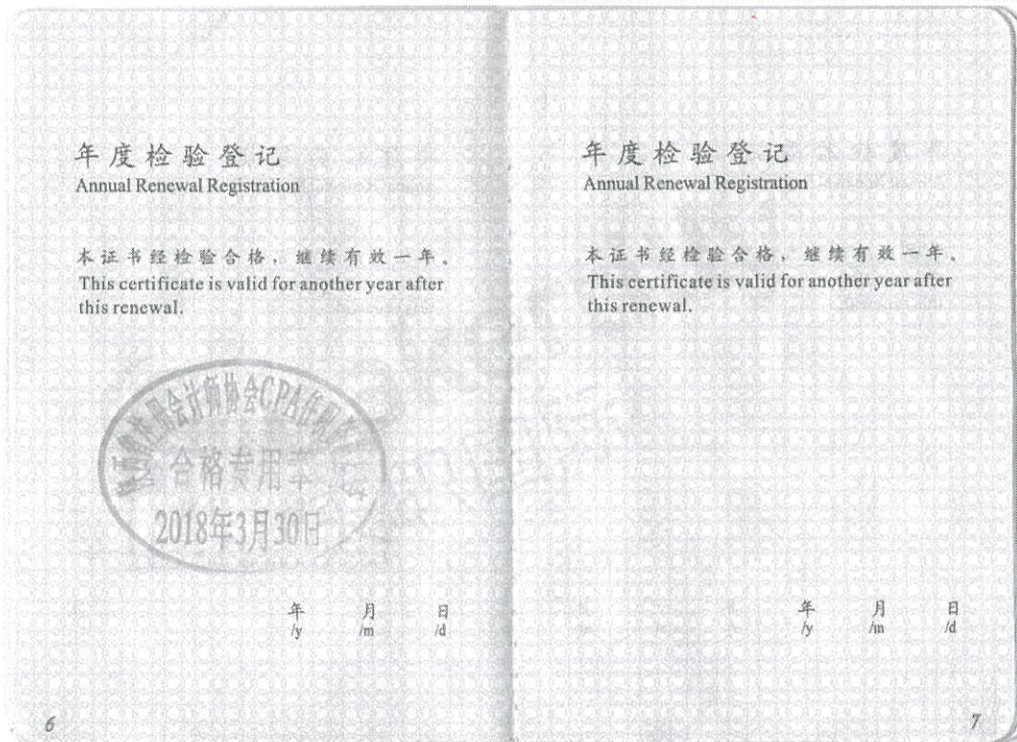 年度检验登记
Annual Renewal Registration
本证书经检验合格，继续有效一年。
This certificate is valid for another year after
this renewal.
注册会计师协会CPA任职
合格专用章
2018年3月30日
年 月 日
/y /m /d
6
年度检验登记
Annual Renewal Registration
本证书经检验合格，继续有效一年。
This certificate is valid for another year after
this renewal.
年 月 日
/y /m /d
7